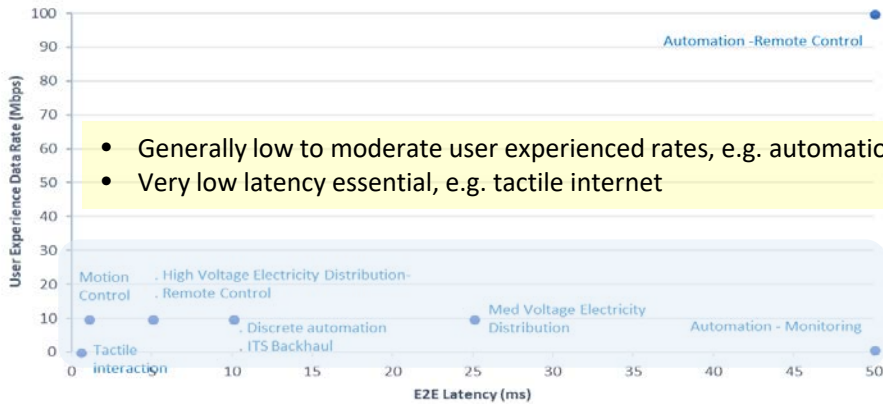 100
Automation -Remote Control
90
80
70
• Generally low to moderate user experienced rates, e.g. automatio
60
• Very low latency essential, e.g. tactile internet
50
40
User Experience Data Rate (Mbps)
30
Motion
Control
. High Voltage Electricity Distribution-
. Remote Control
20
Med Voltage Electricity
Distribution
10
. Discrete automation
. ITS Backhaul
Automation - Monitoring
0
Tactile
interaction
0 5 10 15 20 25 30 35 40 45 50
E2E Latency (ms)